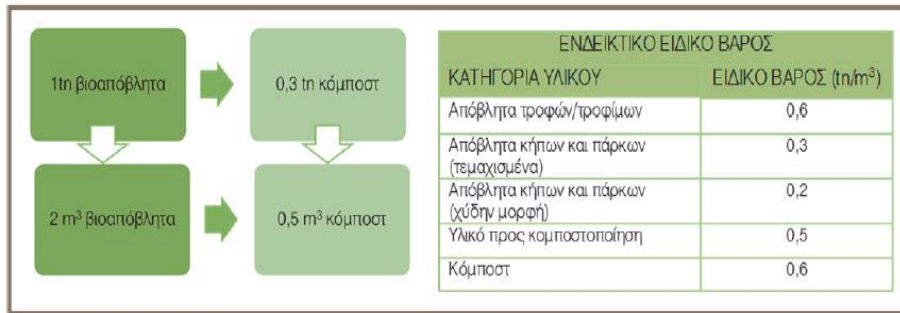 1tn βιοαπόβλητα
0,3 tn κόμποστ
2 m³ βιοαπόβλητα
0,5 m³ κόμποστ
ΕΝΔΕΙΚΤΙΚΟ ΕΙΔΙΚΟ ΒΑΡΟΣ
ΚΑΤΗΓΟΡΙΑ ΥΛΙΚΟΥ ΕΙΔΙΚΟ ΒΑΡΟΣ (tn/m³)
Απόβλητα τροφών/τροφίμων 0,6
Απόβλητα κήπων και πάρκων 0,3
(τεμαχισμένα)
Απόβλητα κήπων και πάρκων 0,2
(χύδην μορφή)
Υλικό προς κομποστοποίηση 0,5
Κόμποστ 0,6